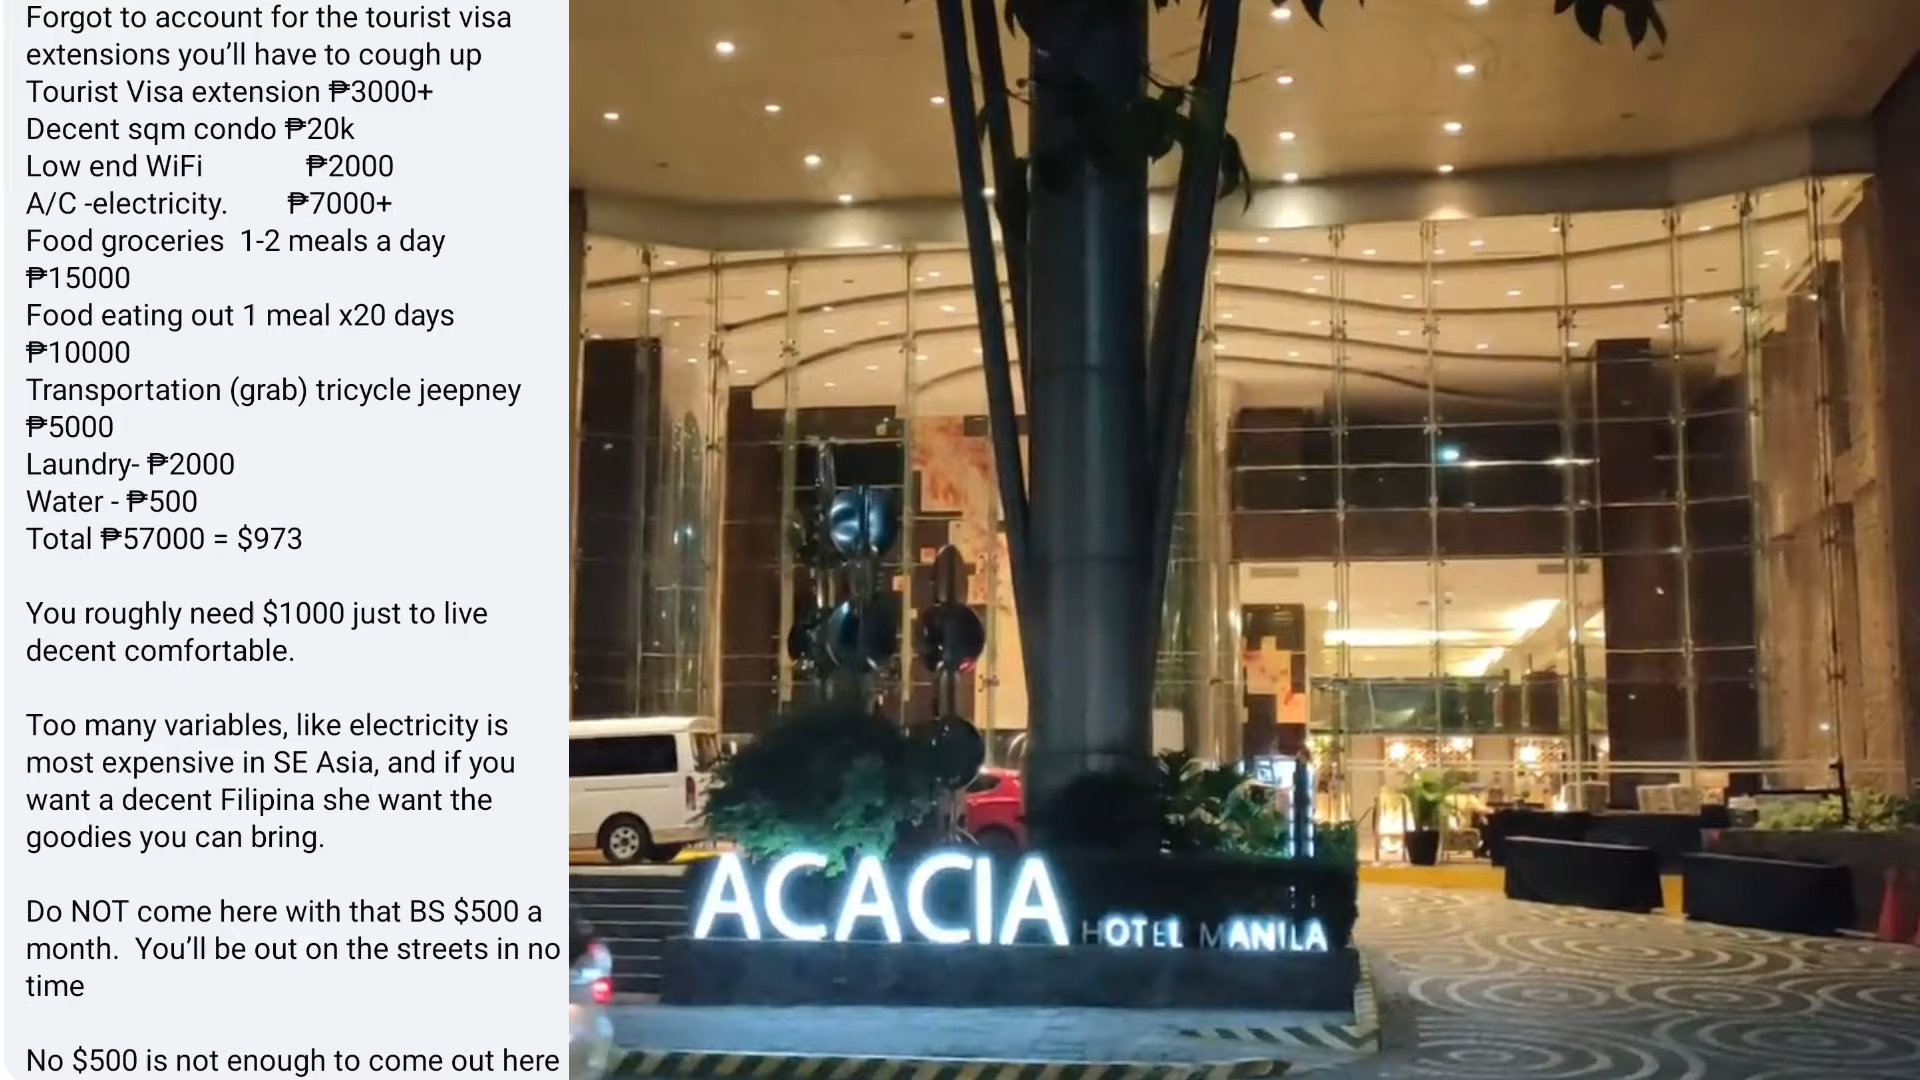 Forgot to account for the tourist visa
extensions you’ll have to cough up
Tourist Visa extension ₱3000+
Decent sqm condo ₱20k
Low end WiFi ₱2000
A/C -electricity. ₱7000+
Food groceries 1-2 meals a day
₱15000
Food eating out 1 meal x20 days
₱10000
Transportation (grab) tricycle jeepney
₱5000
Laundry- ₱2000
Water - ₱500
Total ₱57000 = $973
You roughly need $1000 just to live
decent comfortable.
Too many variables, like electricity is
most expensive in SE Asia, and if you
want a decent Filipina she want the
goodies you can bring.
Do NOT come here with that BS $500 a
month. You’ll be out on the streets in no
time
No $500 is not enough to come out here
ACACIA HOTEL MANILA